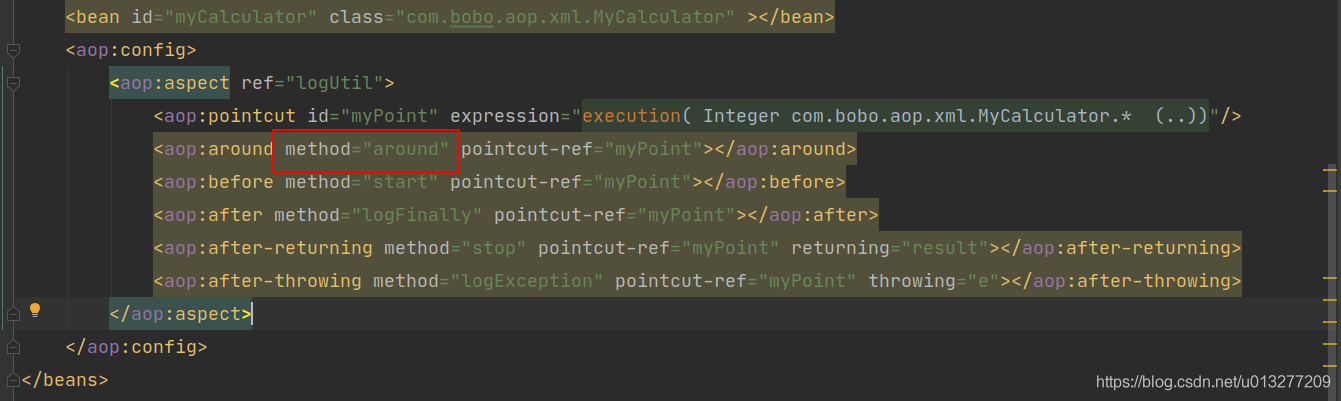 <bean id="myCalculator" class="com.bobo.aop.xml.MyCalculator" ></bean>
<aop:config>
<aop:aspect ref="logUtil">
<aop:pointcut id="myPoint" expression="execution( Integer com.bobo.aop.xml.MyCalculator.*  (..))"/>
<aop:around method="around" pointcut-ref="myPoint"></aop:around>
<aop:before method="start" pointcut-ref="myPoint"></aop:before>
<aop:after method="logFinally" pointcut-ref="myPoint"></aop:after>
<aop:after-returning method="stop" pointcut-ref="myPoint" returning="result"></aop:after-returning>
<aop:after-throwing method="logException" pointcut-ref="myPoint" throwing="e"></aop:after-throwing>
</aop:aspect>
</aop:config>
</beans>
https://blog.csdn.net/u013277209